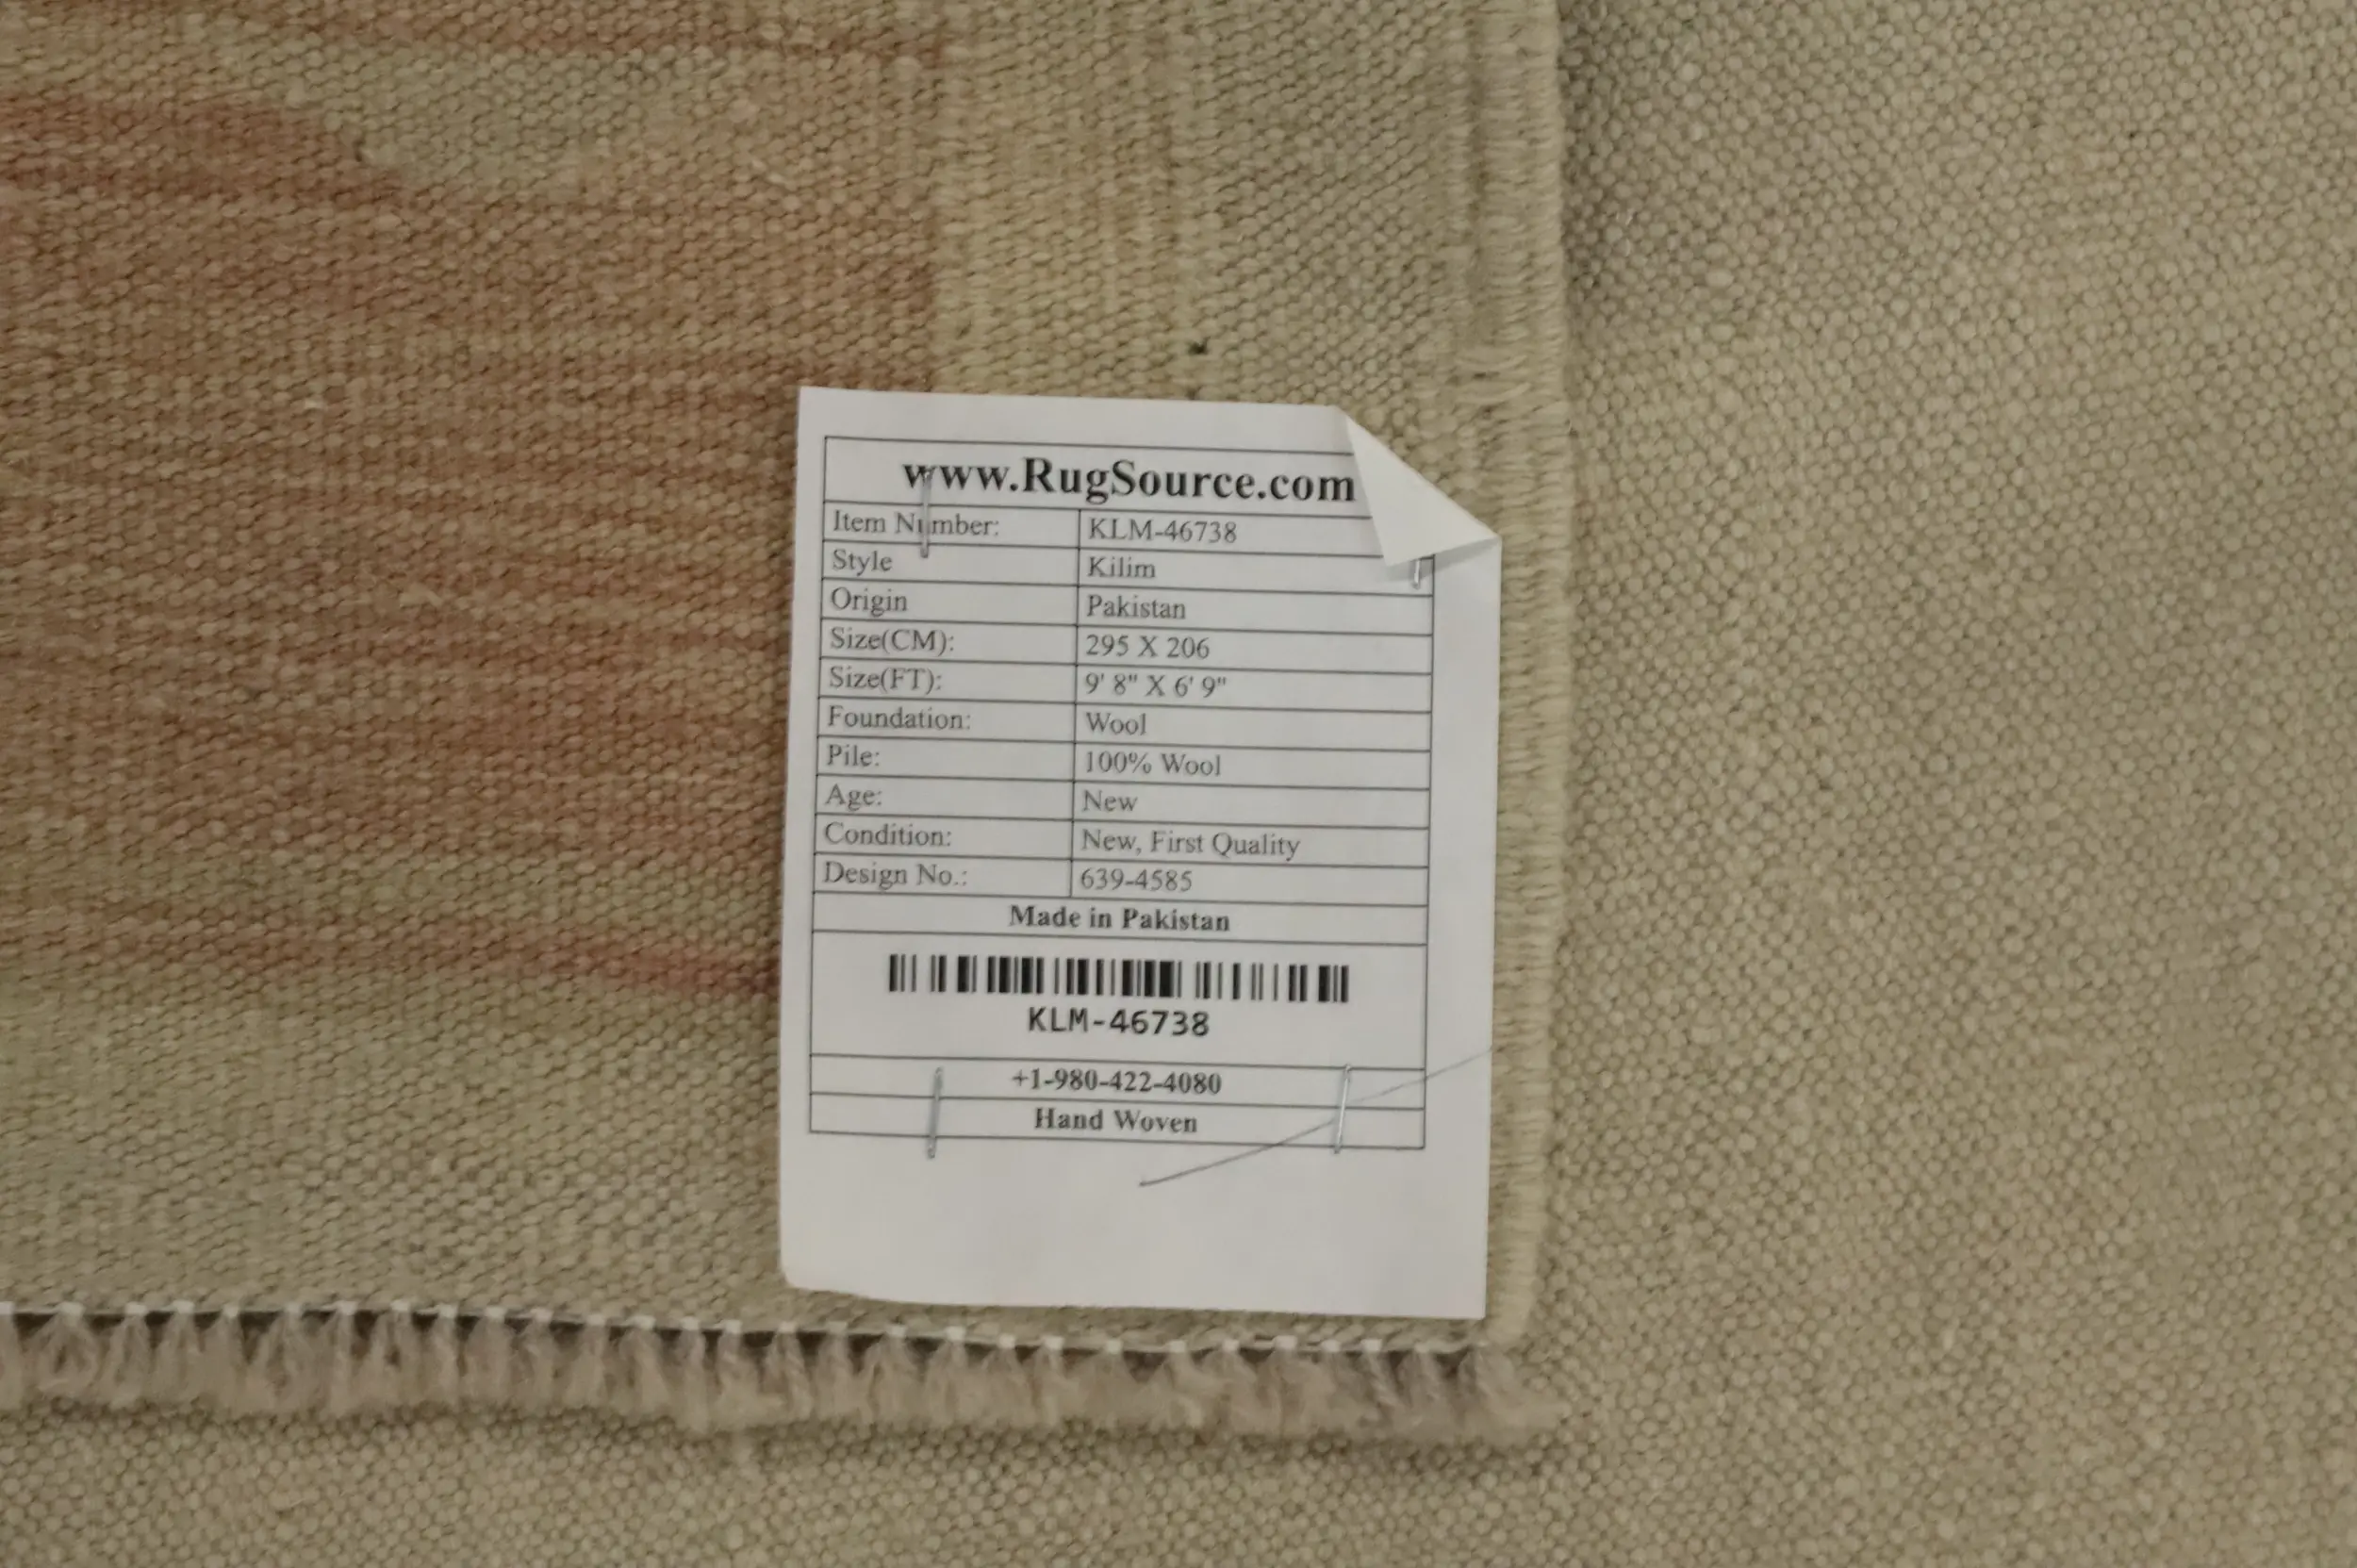 www.RugSource.com
Item Number: KLM-46738
Style Kilim
Origin Pakistan
Size(CM): 295 X 206
Size(FT): 9' 8" X 6' 9"
Foundation: Wool
Pile: 100% Wool
Age: New
Condition: New, First Quality
Design No.: 639-4585
Made in Pakistan
KLM-46738
+1-980-422-4080
Hand Woven